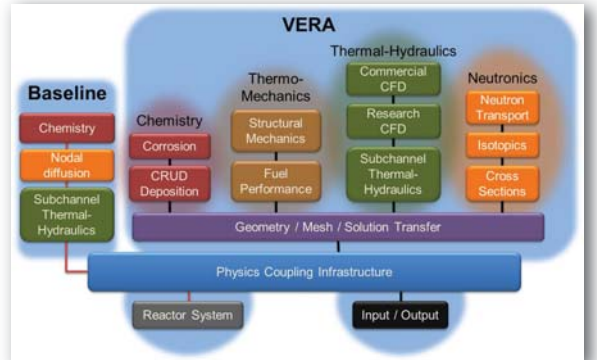 VERA
Baseline
Chemistry
Nodal
diffusion
Subchannel
Thermal-
Hydraulics
Chemistry
Corrosion
CRUD
Deposition
Thermo-
Mechanics
Structural
Mechanics
Fuel
Performance
Thermal-Hydraulics
Commercial
CFD
Research
CFD
Subchannel
Thermal-
Hydraulics
Neutronics
Neutron
Transport
Isotopics
Cross
Sections
Geometry / Mesh / Solution Transfer
Physics Coupling Infrastructure
Reactor System
Input / Output